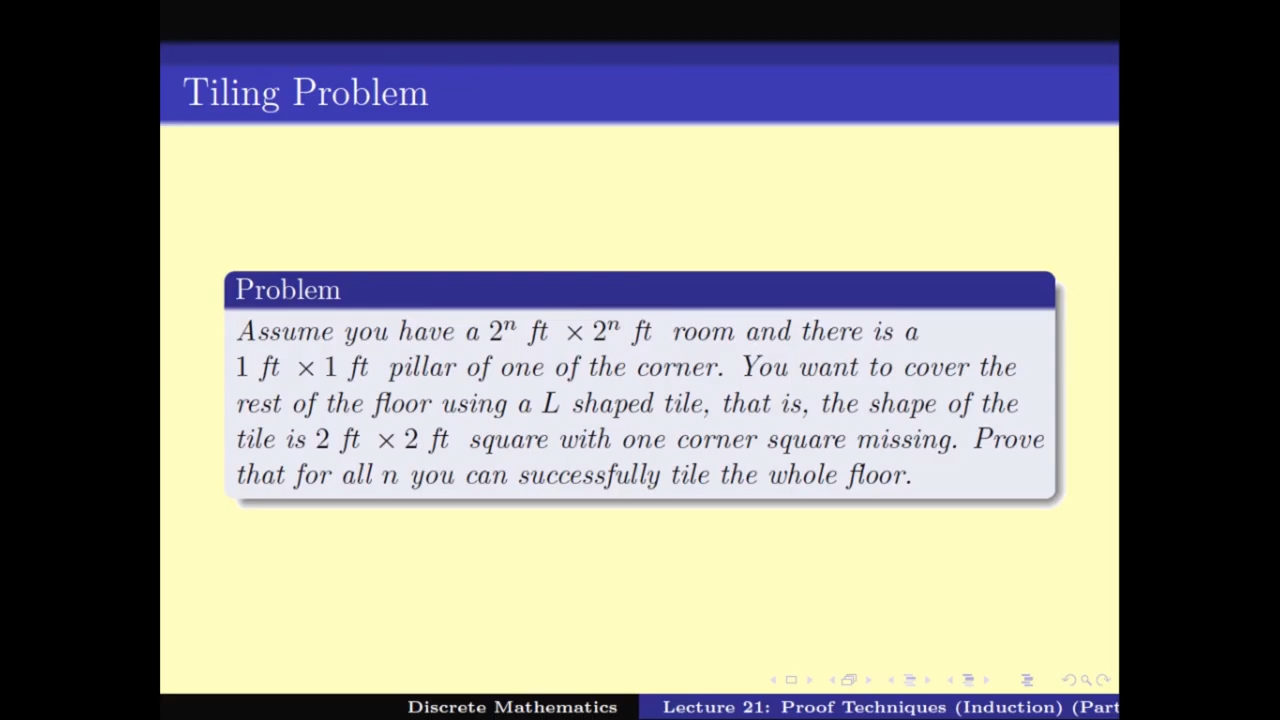 Tiling Problem
Problem
Assume you have a 2ⁿ ft × 2ⁿ ft room and there is a
1 ft × 1 ft pillar of one of the corner. You want to cover the
rest of the floor using a L shaped tile, that is, the shape of the
tile is 2 ft × 2 ft square with one corner square missing. Prove
that for all n you can successfully tile the whole floor.
Discrete Mathematics
Lecture 21: Proof Techniques (Induction) (Part